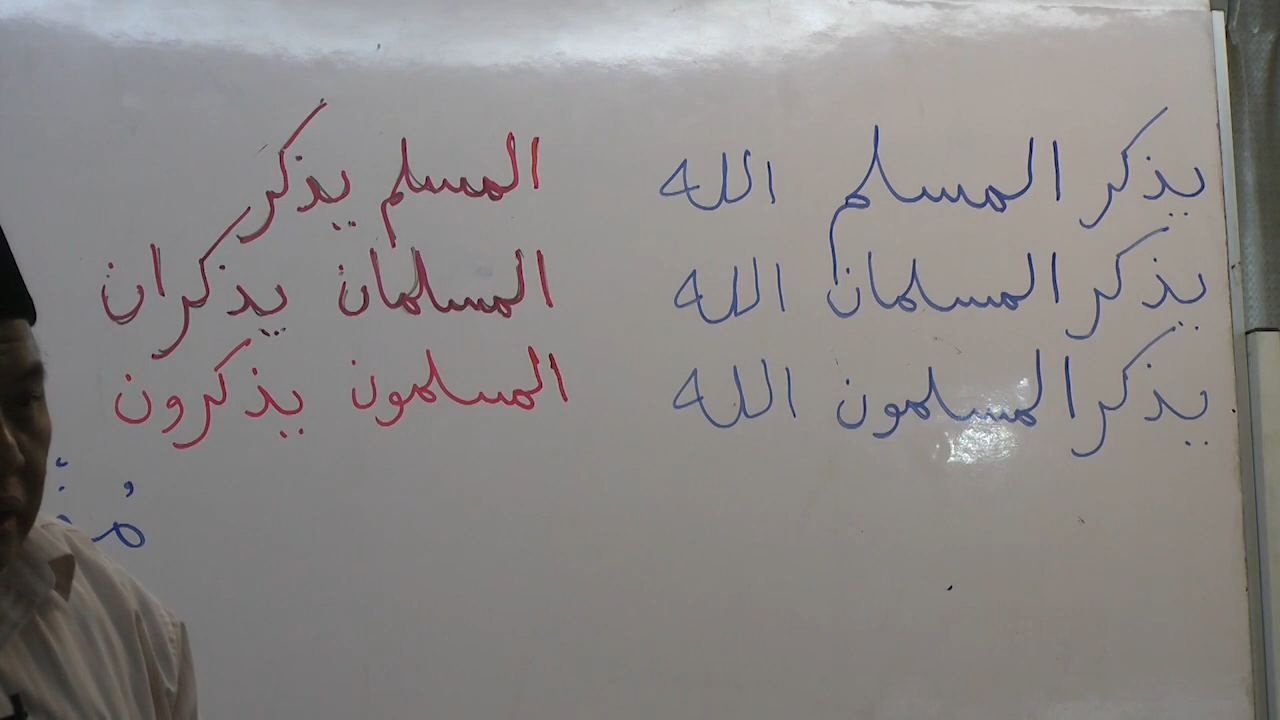 يذكر المسلم الله
يذكر المسلمان الله
يذكر المسلمون الله
المسلم يذكر
المسلمان يذكران
المسلمون يذكرون